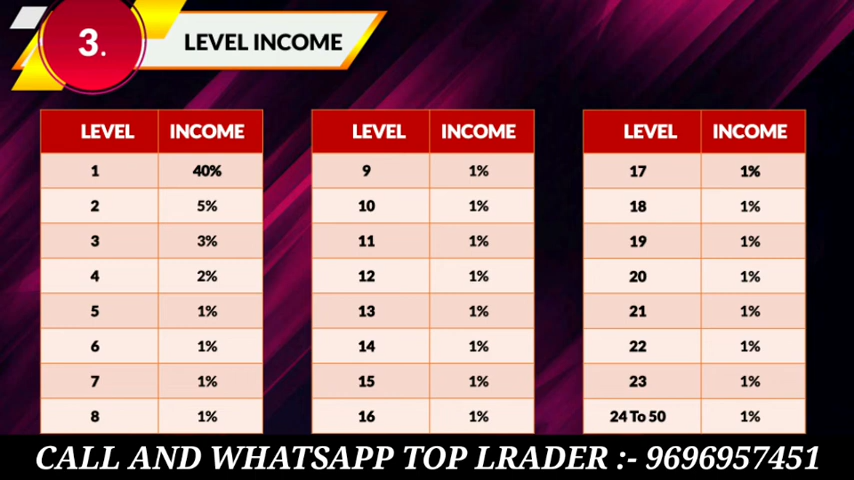 3.
LEVEL INCOME
LEVEL INCOME LEVEL INCOME LEVEL INCOME
1 40% 9 1% 17 1%
2 5% 10 1% 18 1%
3 3% 11 1% 19 1%
4 2% 12 1% 20 1%
5 1% 13 1% 21 1%
6 1% 14 1% 22 1%
7 1% 15 1% 23 1%
8 1% 16 1% 24 To 50 1%
CALL AND WHATSAPP TOP LRADER :- 9696957451